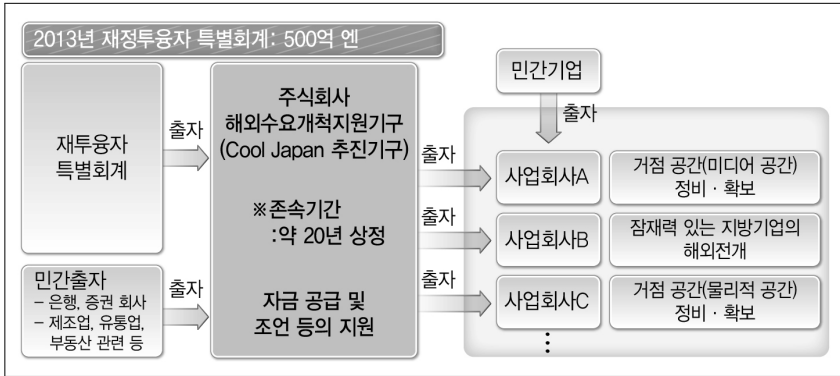 2013년 재정투융자 특별회계: 500억 엔
재투융자
특별회계
출자
민간출자
– 은행, 증권 회사
– 제조업, 유통업,
부동산 관련 등
출자
주식회사
해외수요개척지원기구
(Cool Japan 추진기구)
※존속기간
:약 20년 상정
자금 공급 및
조언 등의 지원
민간기업
출자
출자
사업회사A
거점 공간(미디어 공간)
정비 · 확보
출자
사업회사B
잠재력 있는 지방기업의
해외전개
출자
사업회사C
거점 공간(물리적 공간)
정비 · 확보
⋮